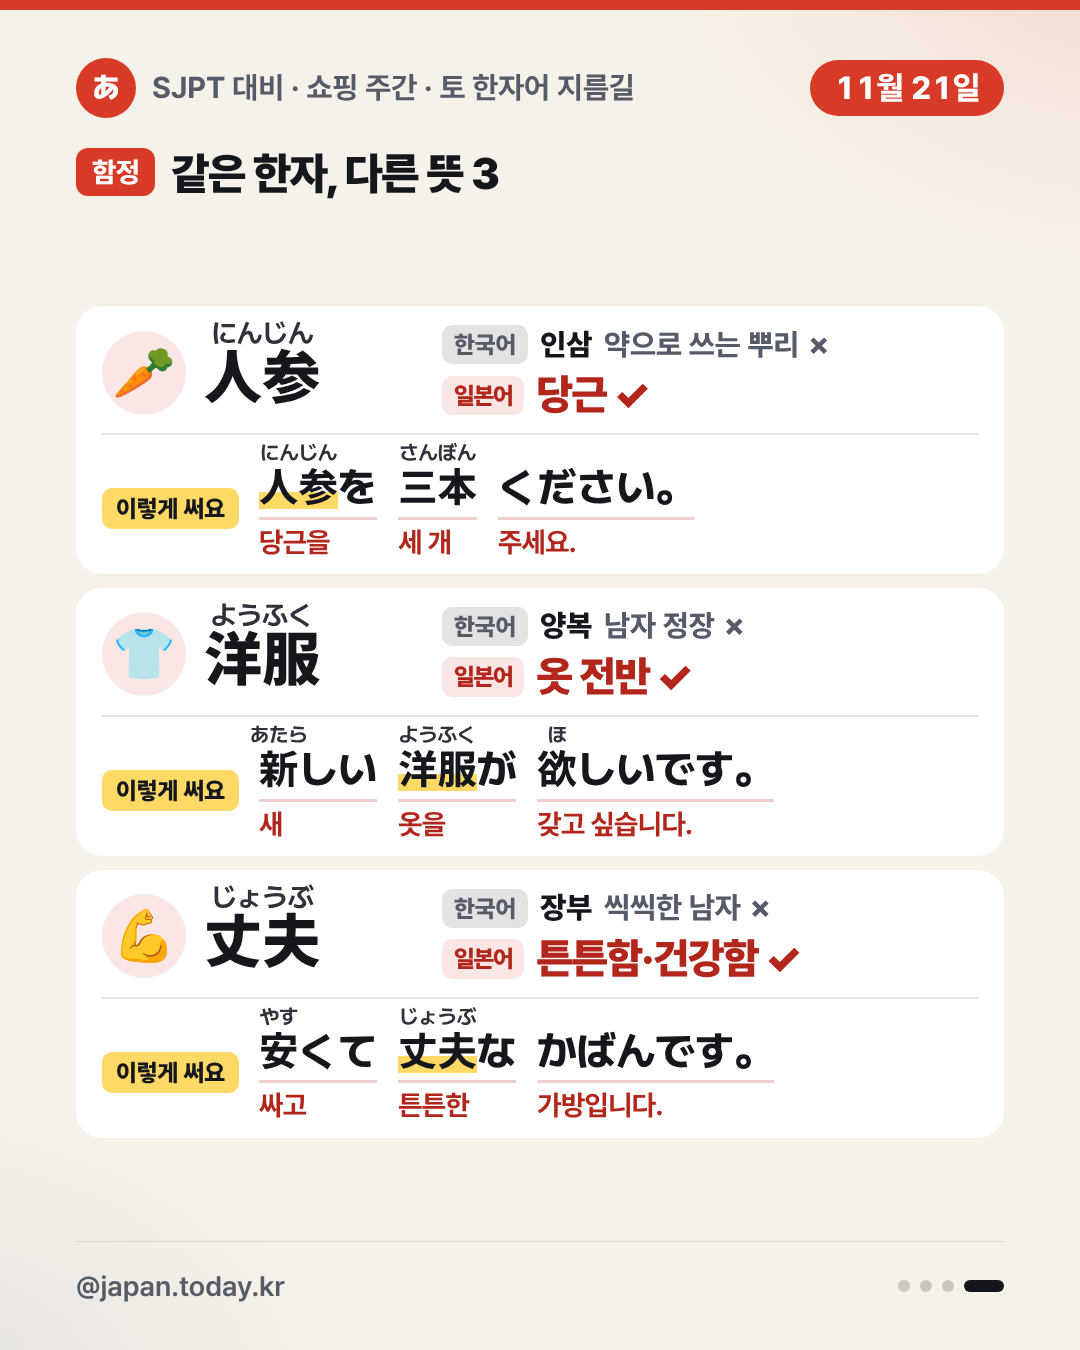 あ SJPT 대비 · 쇼핑 주간 · 토 한자어 지름길
11월 21일
함정 같은 한자, 다른 뜻 3
にんじん
人参
한국어 인삼 약으로 쓰는 뿌리 ×
일본어 당근 ✓
にんじん さんぼん
이렇게 써요 人参を 三本 ください。
당근을 세 개 주세요.
ようふく
洋服
한국어 양복 남자 정장 ×
일본어 옷 전반 ✓
あたら ようふく ほ
이렇게 써요 新しい 洋服が 欲しいです。
새 옷을 갖고 싶습니다.
じょうぶ
丈夫
한국어 장부 씩씩한 남자 ×
일본어 튼튼함·건강함 ✓
やす じょうぶ
이렇게 써요 安くて 丈夫な かばんです。
싸고 튼튼한 가방입니다.
@japan.today.kr